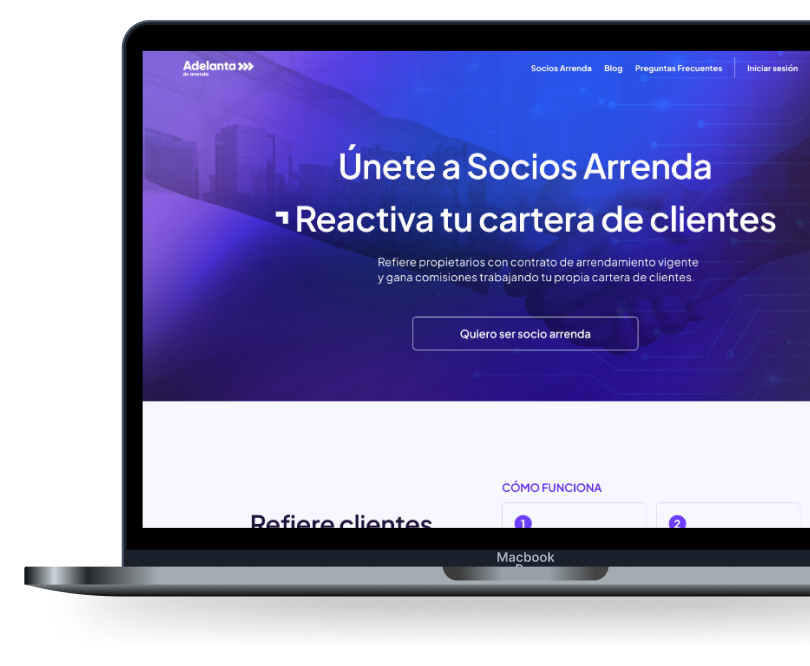 Adelanta
de arrenda
Socios Arrenda
Blog
Preguntas Frecuentes
Iniciar sesión
Únete a Socios Arrenda
Reactiva tu cartera de clientes
Refiere propietarios con contrato de arrendamiento vigente
y gana comisiones trabajando tu propia cartera de clientes.
Quiero ser socio arrenda
CÓMO FUNCIONA
Refiere clientes
1
2
Macbook